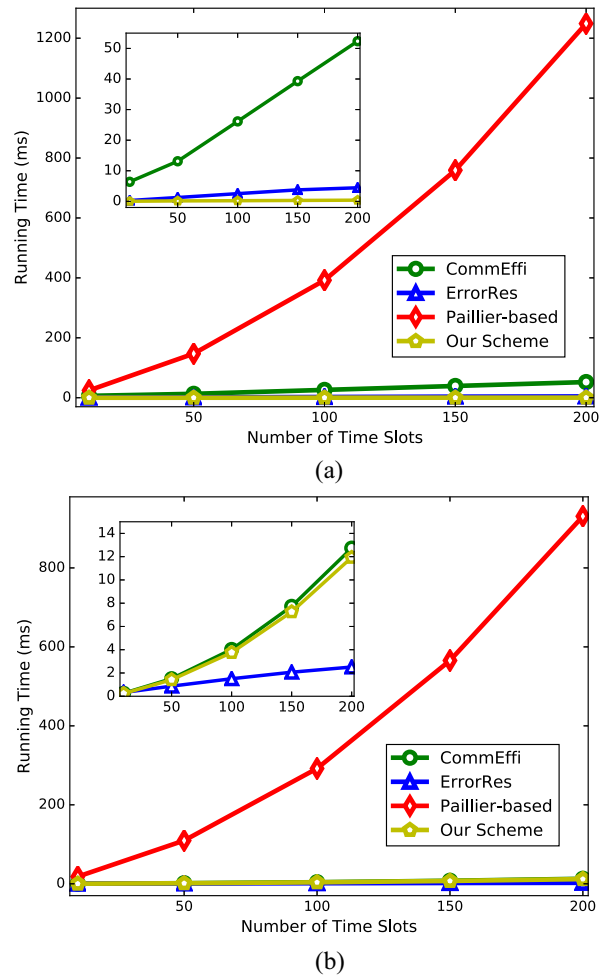 1200
1000
800
600
400
200
0
Running Time (ms)
50
40
30
20
10
0
50 100 150 200
CommEffi
ErrorRes
Paillier-based
Our Scheme
50 100 150 200
Number of Time Slots
(a)
800
600
400
200
0
Running Time (ms)
14
12
10
8
6
4
2
0
50 100 150 200
CommEffi
ErrorRes
Paillier-based
Our Scheme
50 100 150 200
Number of Time Slots
(b)